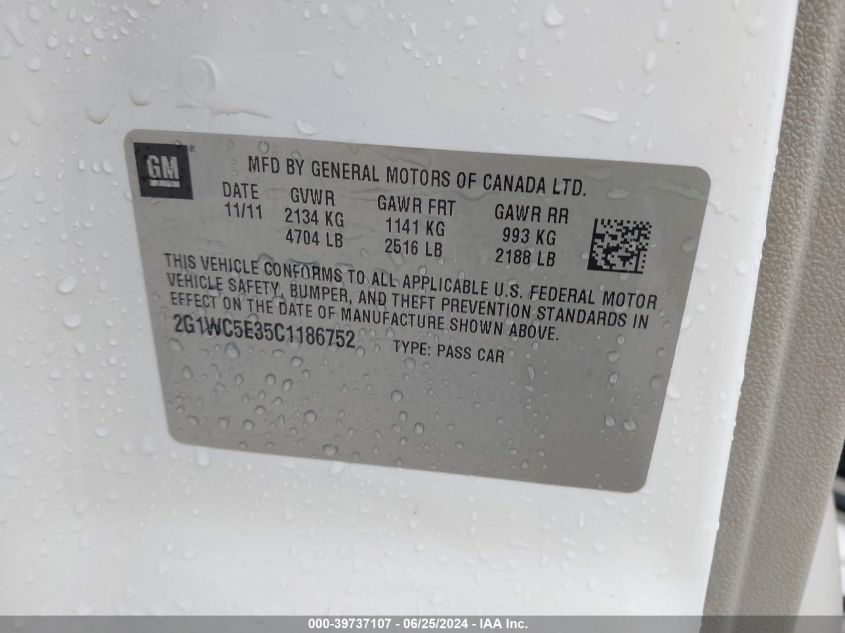 GM
MFD BY GENERAL MOTORS OF CANADA LTD.
DATE GVWR GAWR FRT GAWR RR
11/11 2134 KG 1141 KG 993 KG
4704 LB 2516 LB 2188 LB
THIS VEHICLE CONFORMS TO ALL APPLICABLE U.S. FEDERAL MOTOR
VEHICLE SAFETY, BUMPER, AND THEFT PREVENTION STANDARDS IN
EFFECT ON THE DATE OF MANUFACTURE SHOWN ABOVE.
2G1WC5E35C1186752 TYPE: PASS CAR
000-39737107 - 06/25/2024 - IAA Inc.